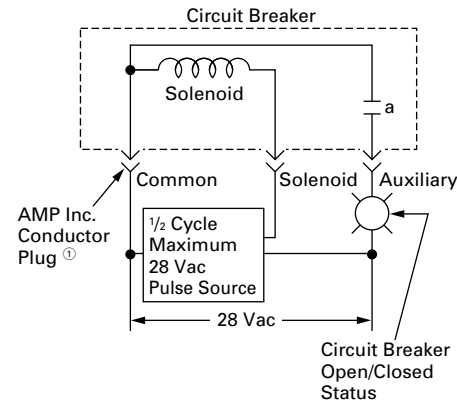 Circuit Breaker
Solenoid
a
Common
Solenoid
Auxiliary
AMP Inc.
Conductor
Plug ①
½ Cycle
Maximum
28 Vac
Pulse Source
28 Vac
Circuit Breaker
Open/Closed
Status